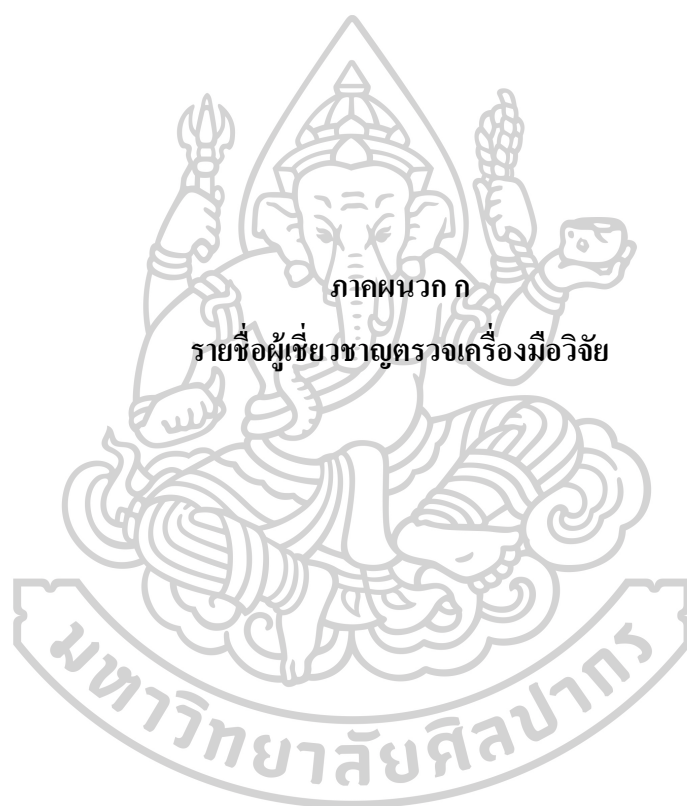 ภาคผนวก ก
รายชื่อผู้เชี่ยวชาญตรวจเครื่องมือวิจัย
มหาวิทยาลัยศิลปากร